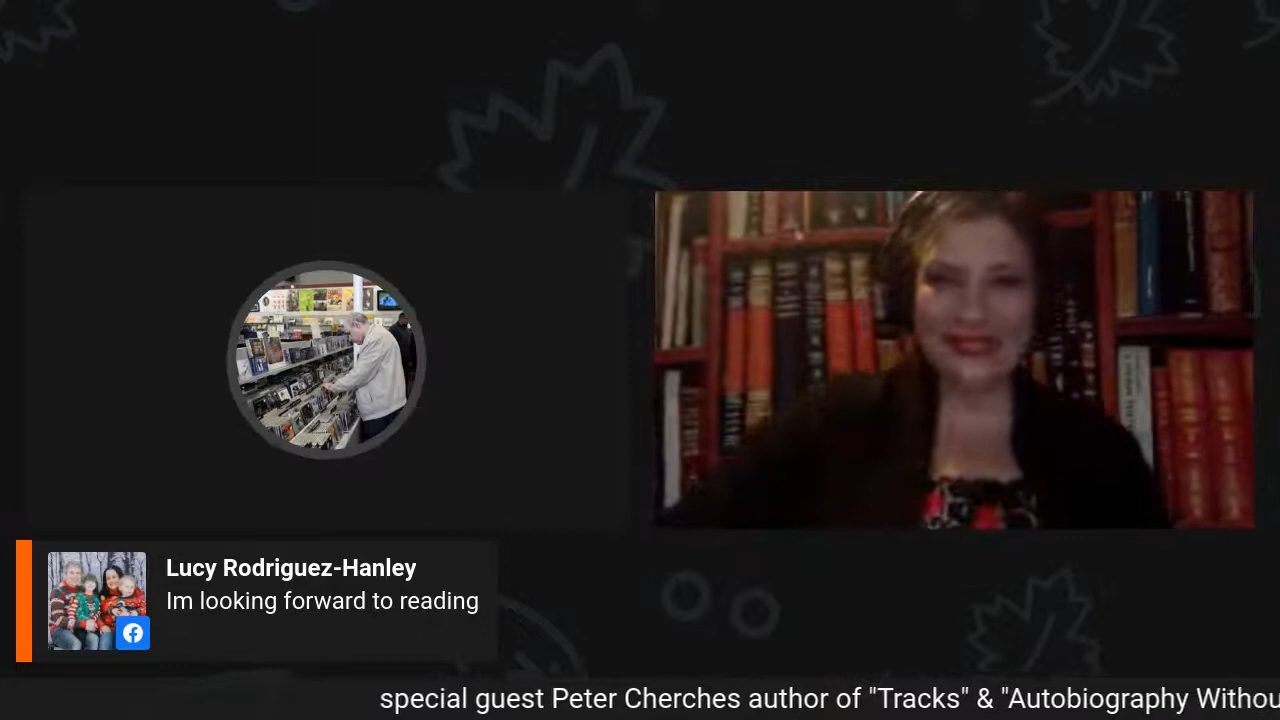 Lucy Rodriguez-Hanley
Im looking forward to reading
special guest Peter Cherches author of "Tracks" & "Autobiography Withou